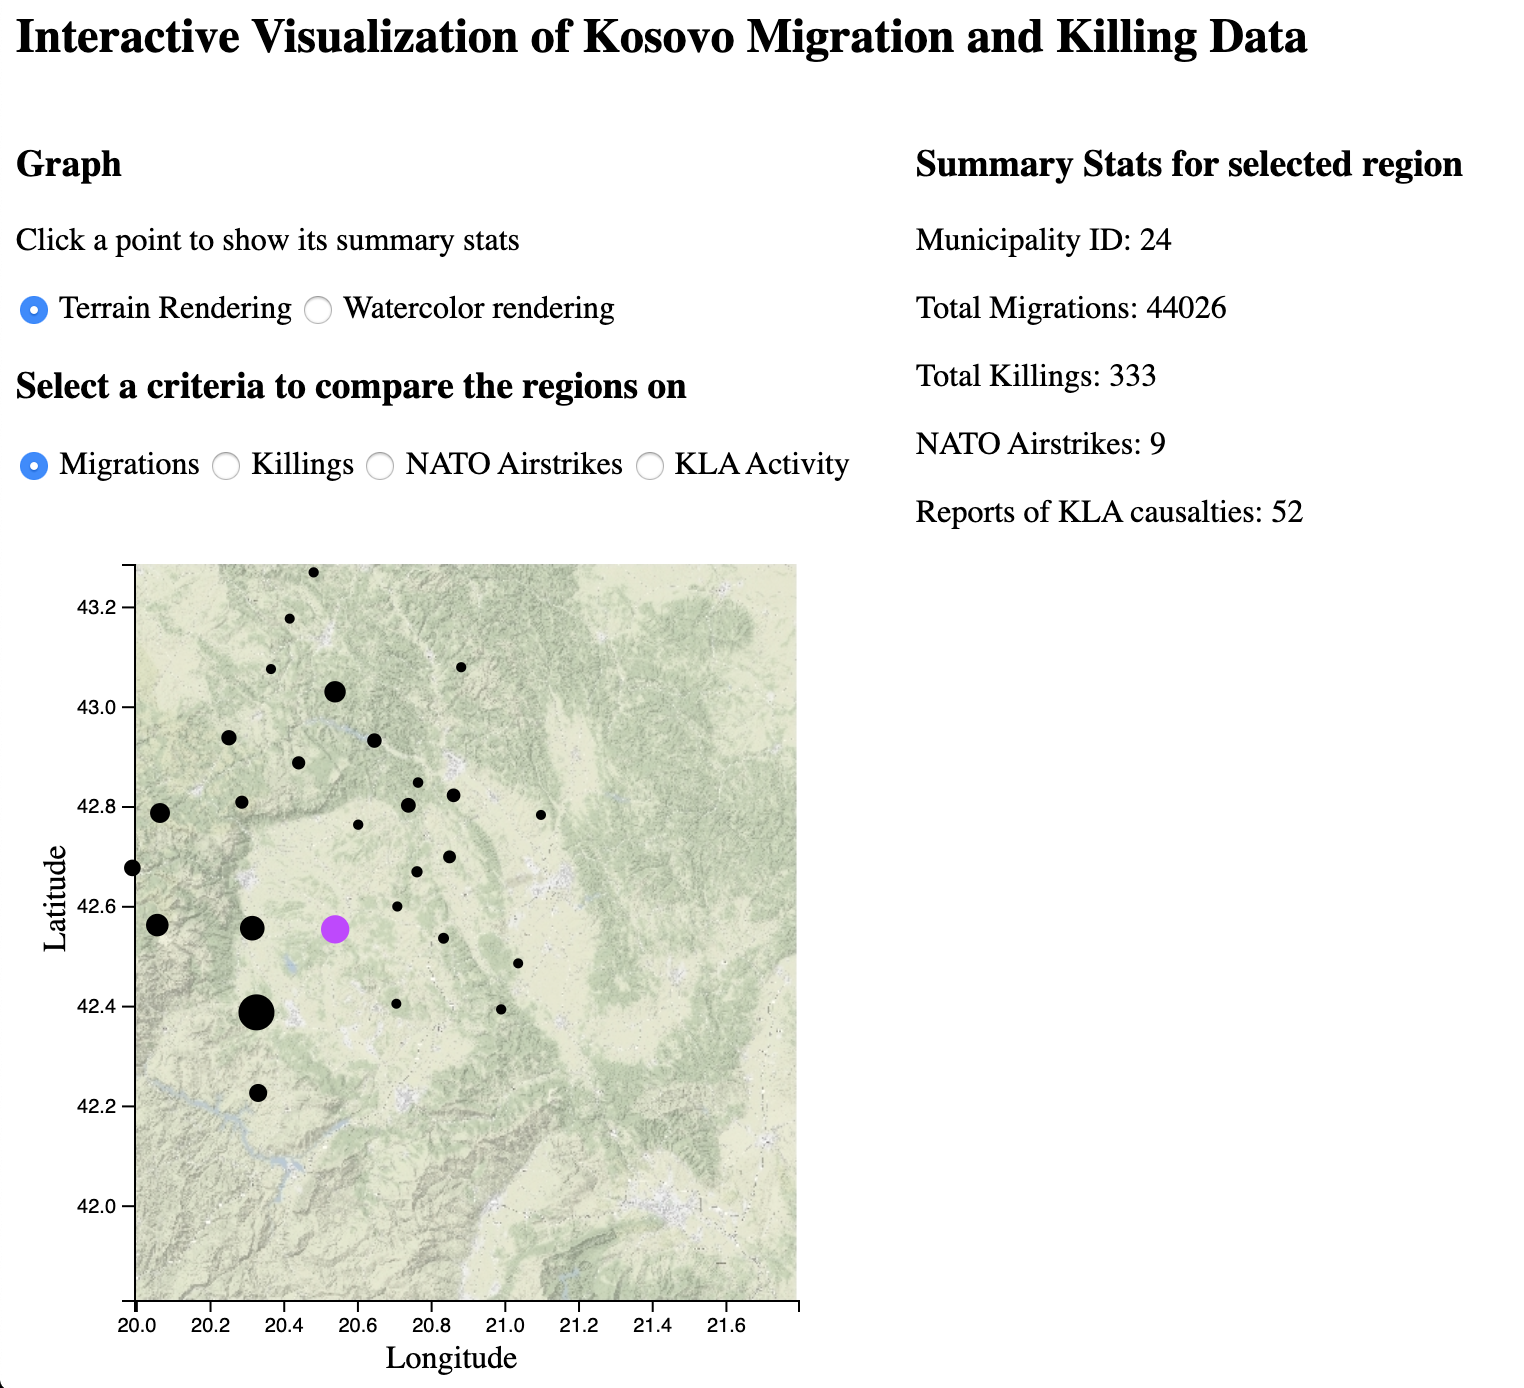 Interactive Visualization of Kosovo Migration and Killing Data
Graph
Click a point to show its summary stats
Terrain Rendering Watercolor rendering
Select a criteria to compare the regions on
Migrations Killings NATO Airstrikes KLA Activity
Summary Stats for selected region
Municipality ID: 24
Total Migrations: 44026
Total Killings: 333
NATO Airstrikes: 9
Reports of KLA causalties: 52
43.2
43.0
42.8
42.6
42.4
42.2
42.0
Latitude
20.0 20.2 20.4 20.6 20.8 21.0 21.2 21.4 21.6
Longitude